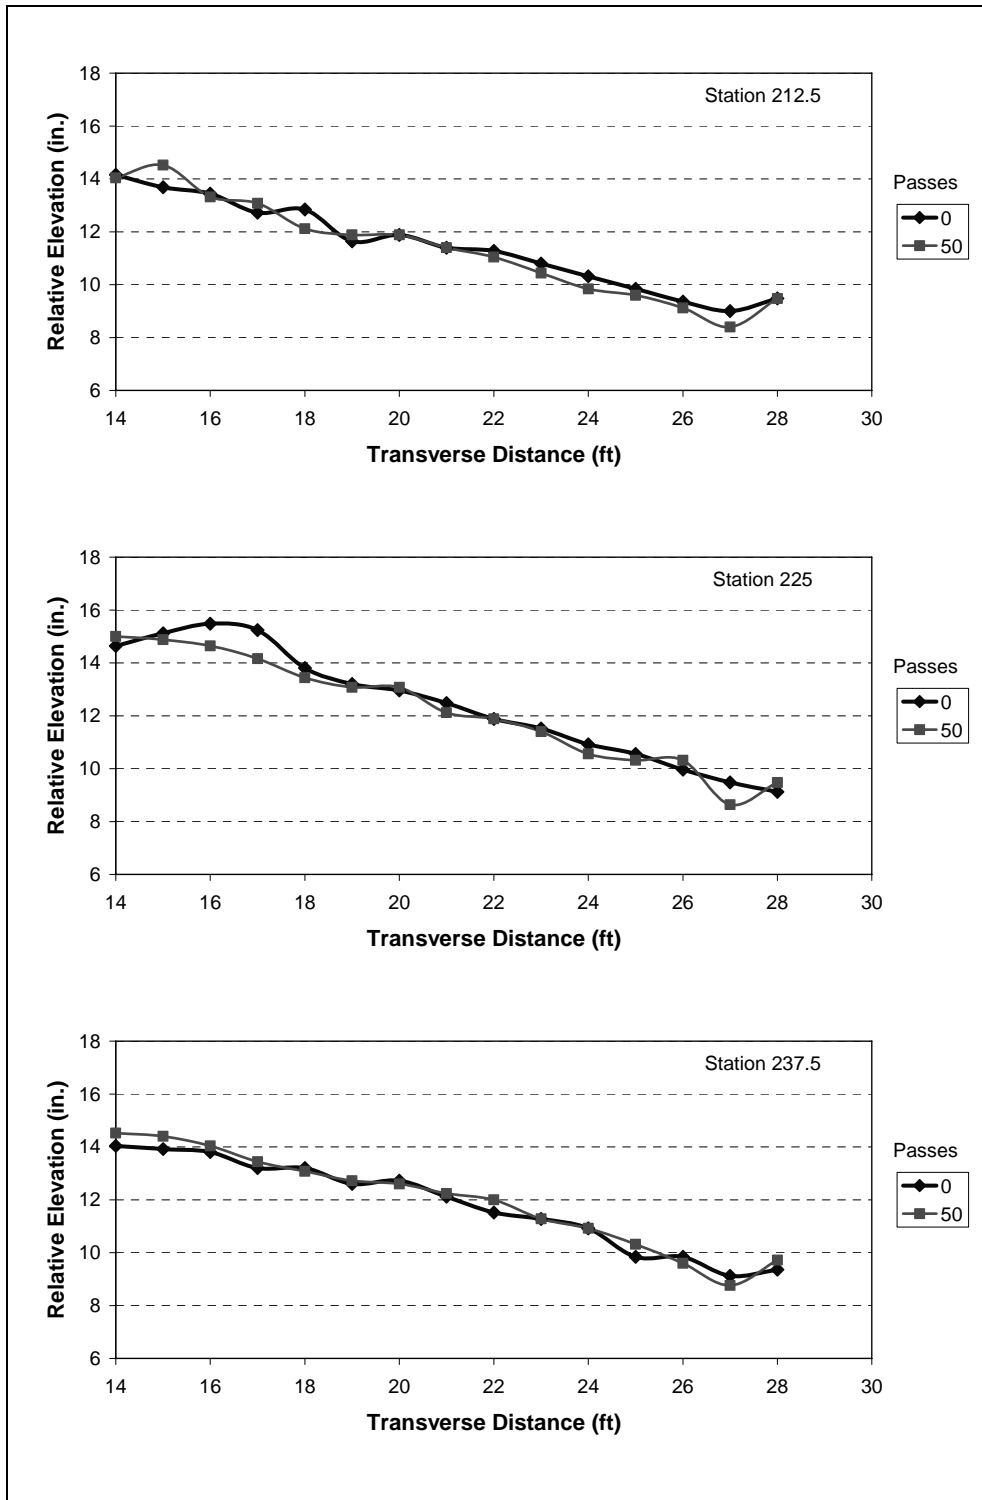 Station 212.5
Relative Elevation (in.)
18
16
14
12
10
8
6
14 16 18 20 22 24 26 28 30
Transverse Distance (ft)
Passes
0
50
Station 225
Relative Elevation (in.)
18
16
14
12
10
8
6
14 16 18 20 22 24 26 28 30
Transverse Distance (ft)
Passes
0
50
Station 237.5
Relative Elevation (in.)
18
16
14
12
10
8
6
14 16 18 20 22 24 26 28 30
Transverse Distance (ft)
Passes
0
50